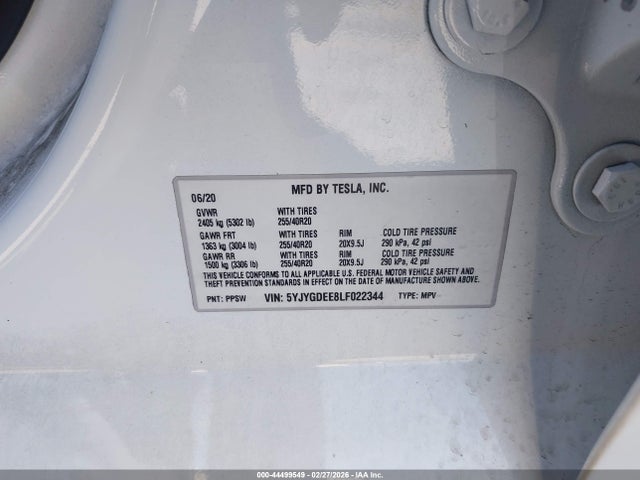 MFD BY TESLA, INC.
06/20
GVWR WITH TIRES
2405 kg (5302 lb) 255/40R20
GAWR FRT WITH TIRES RIM COLD TIRE PRESSURE
1363 kg (3004 lb) 255/40R20 20X9.5J 290 kPa, 42 psi
GAWR RR WITH TIRES RIM COLD TIRE PRESSURE
1500 kg (3306 lb) 255/40R20 20X9.5J 290 kPa, 42 psi
THIS VEHICLE CONFORMS TO ALL APPLICABLE U.S. FEDERAL MOTOR VEHICLE SAFETY AND
THEFT PREVENTION STANDARDS IN EFFECT ON THE DATE OF MANUFACTURE SHOWN ABOVE.
PNT: PPSW VIN: 5YJYGDEE8LF022344 TYPE: MPV
000-44499549 - 02/27/2026 - IAA Corp.